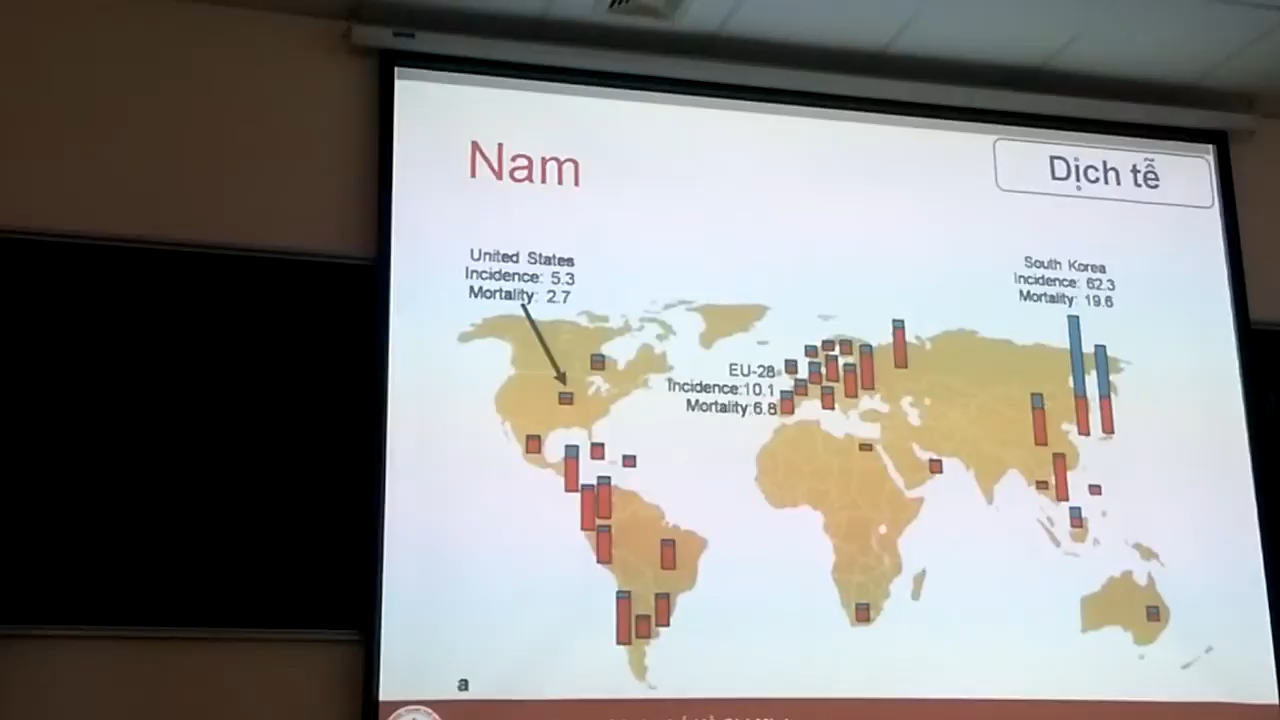 Nam
Dịch tễ
United States
Incidence: 5.3
Mortality: 2.7
South Korea
Incidence: 62.3
Mortality: 19.6
EU-28
Incidence:10.1
Mortality:6.8
a